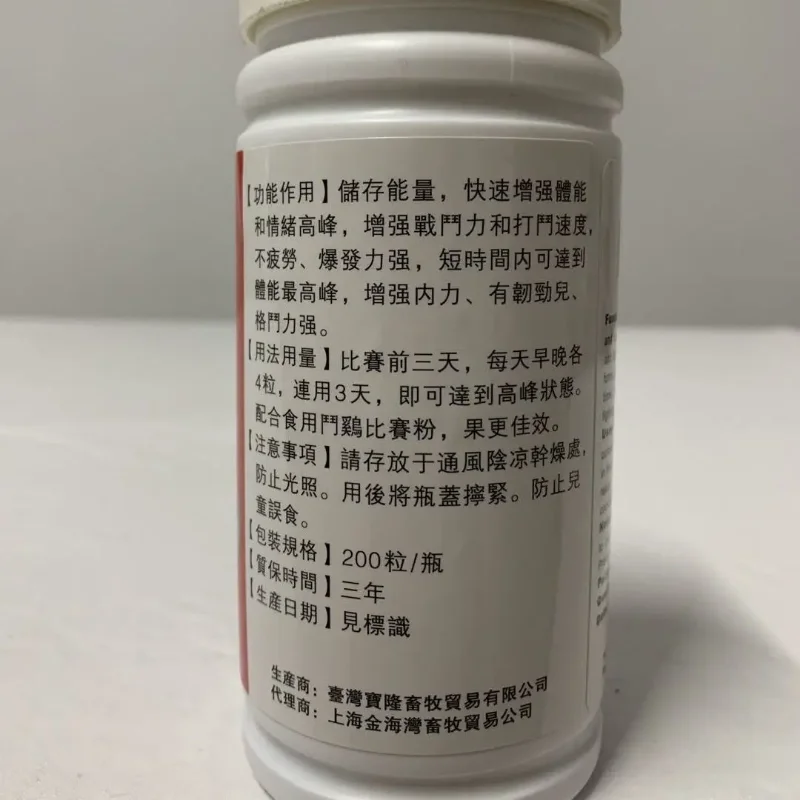 【功能作用】儲存能量，快速增强體能
和情緒高峰，增强戰鬥力和打鬥速度，
不疲勞、爆發力强，短時間内可達到
體能最高峰，增强内力、有韌勁兒、
格鬥力强。
【用法用量】比賽前三天，每天早晚各
4粒，連用3天，即可達到高峰狀態。
配合食用鬥鷄比賽粉，果更佳效。
【注意事項】請存放于通風陰凉幹燥處，
防止光照。用後將瓶蓋擰緊。防止兒
童誤食。
【包裝規格】200粒/瓶
【質保時間】三年
【生産日期】見標識
生産商：臺灣寶隆畜牧貿易有限公司
代理商：上海金海灣畜牧貿易公司